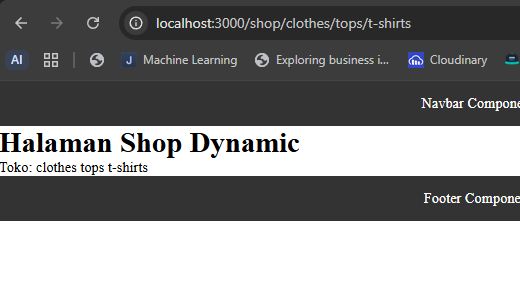 localhost:3000/shop/clothes/tops/t-shirts
AI J Machine Learning Exploring business i... Cloudinary
Navbar Compone
Halaman Shop Dynamic
Toko: clothes tops t-shirts
Footer Compone